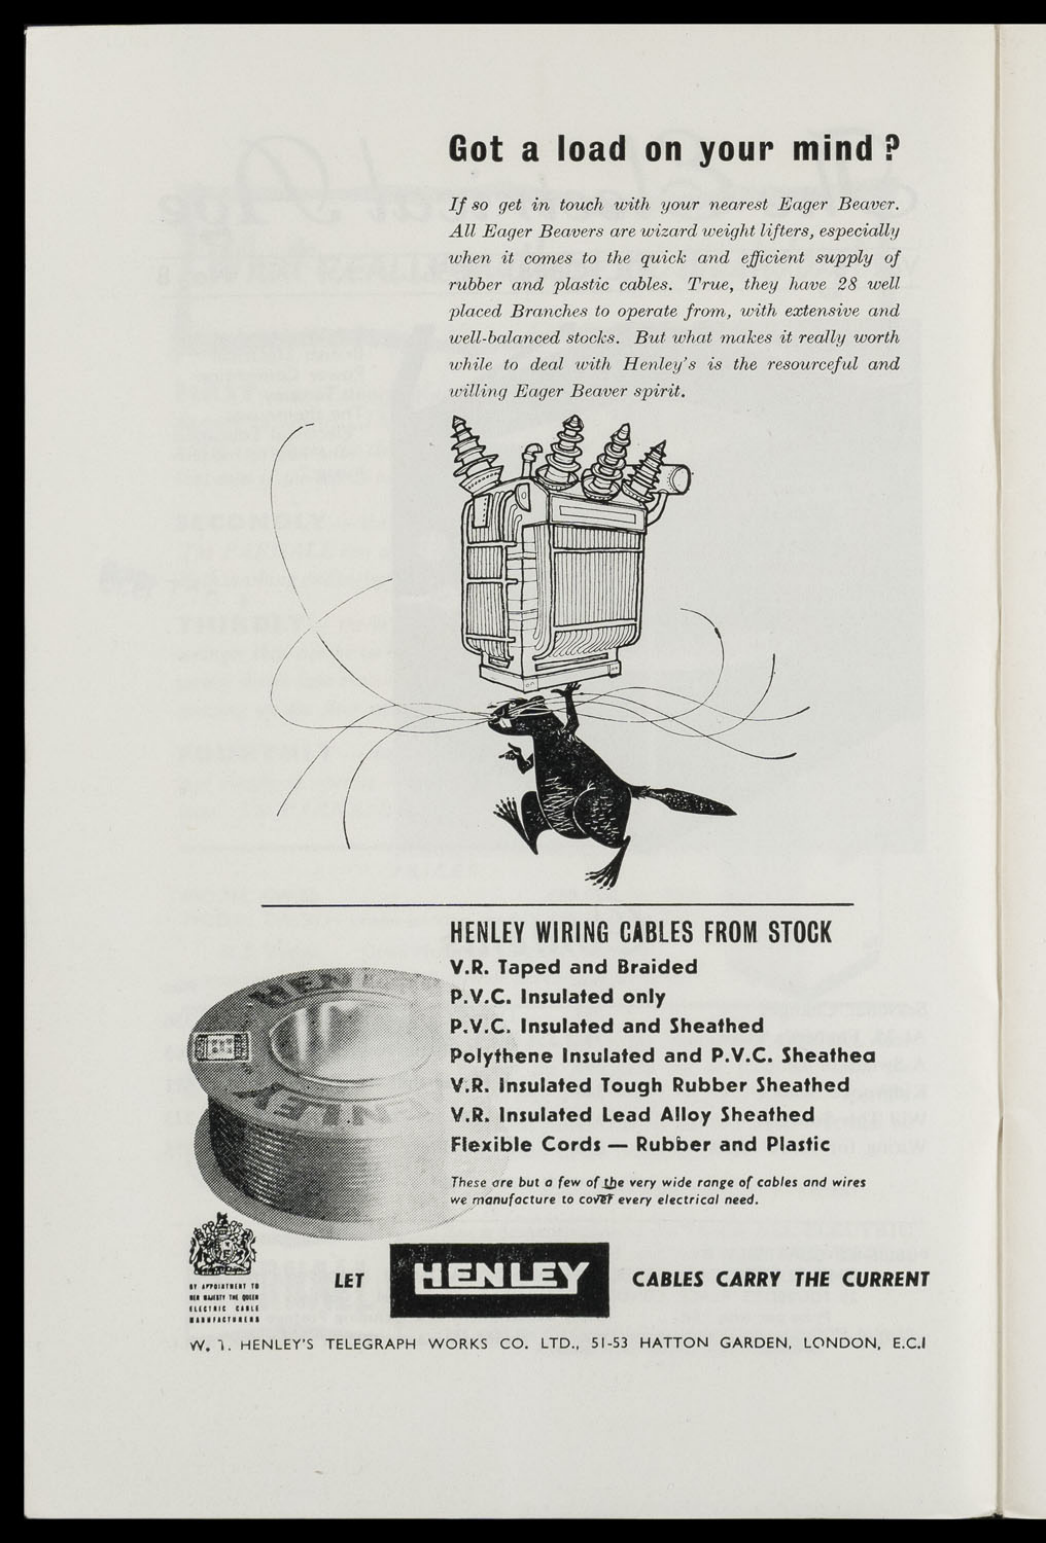 Got a load on your mind ?
If so get in touch with your nearest Eager Beaver.
All Eager Beavers are wizard weight lifters, especially
when it comes to the quick and efficient supply of
rubber and plastic cables. True, they have 28 well
placed Branches to operate from, with extensive and
well-balanced stocks. But what makes it really worth
while to deal with Henley's is the resourceful and
willing Eager Beaver spirit.
HENLEY WIRING CABLES FROM STOCK
V.R. Taped and Braided
P.V.C. Insulated only
P.V.C. Insulated and Sheathed
Polythene Insulated and P.V.C. Sheathed
V.R. Insulated Tough Rubber Sheathed
V.R. Insulated Lead Alloy Sheathed
Flexible Cords — Rubber and Plastic
These are but a few of the very wide range of cables and wires
we manufacture to cover every electrical need.
HENLEY
HENLEY
BY APPOINTMENT TO
HER MAJESTY THE QUEEN
ELECTRIC CABLE
MANUFACTURERS
LET HENLEY CABLES CARRY THE CURRENT
W. T. HENLEY'S TELEGRAPH WORKS CO. LTD., 51-53 HATTON GARDEN, LONDON, E.C.1